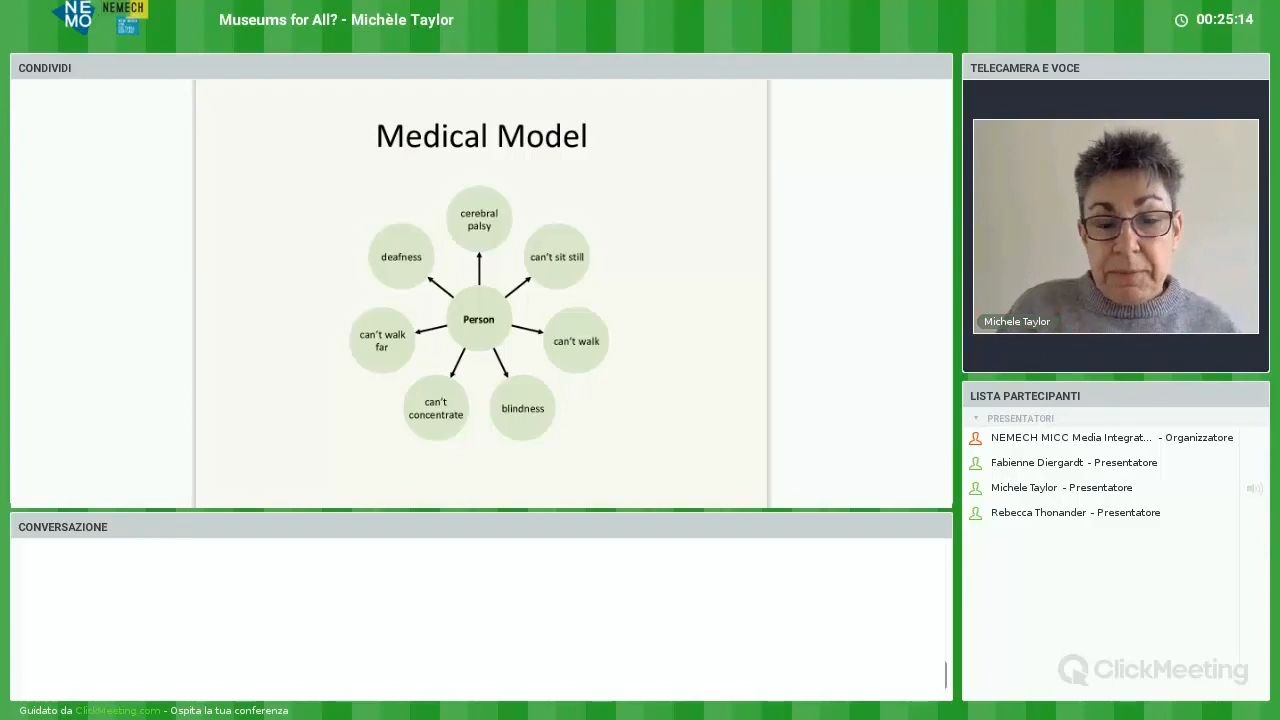 NE
MO
NEMECH
Museums for All? - Michèle Taylor
00:25:14
CONDIVIDI
Medical Model
cerebral
palsy
deafness
can't sit still
Person
can't walk
far
can't walk
can't
concentrate
blindness
TELECAMERA E VOCE
Michele Taylor
LISTA PARTECIPANTI
PRESENTATORI
NEMECH MICC Media Integrat... - Organizzatore
Fabienne Diergardt - Presentatore
Michele Taylor - Presentatore
Rebecca Thonander - Presentatore
CONVERSAZIONE
ClickMeeting
Guidato da ClickMeeting.com - Ospita la tua conferenza